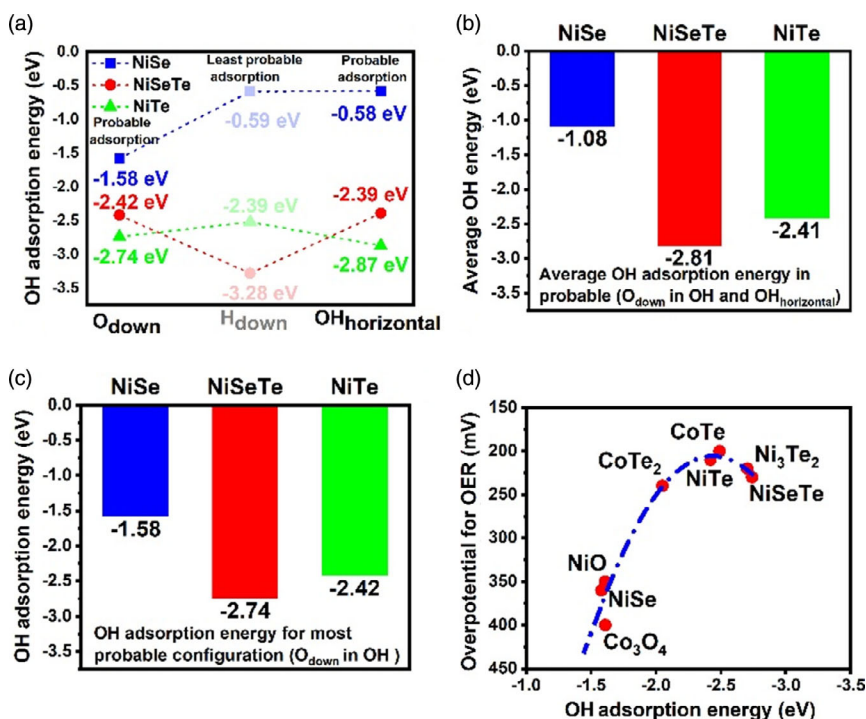 (a)
OH adsorption energy (eV)
0.0
-0.5
-1.0
-1.5
-2.0
-2.5
-3.0
-3.5
NiSe
NiSeTe
NiTe
Least probable
adsorption
Probable
adsorption
Probable
adsorption
-0.59 eV
-0.58 eV
-1.58 eV
-2.42 eV
-2.39 eV
-2.39 eV
-2.74 eV
-2.87 eV
-3.28 eV
Odown
Hdown
OHhorizontal
(b)
NiSe NiSeTe NiTe
Average OH energy (eV)
0.0
-0.5
-1.0
-1.5
-2.0
-2.5
-3.0
-3.5
-1.08
-2.81
-2.41
Average OH adsorption energy in
probable (Odown in OH and OHhorizontal)
(c)
NiSe NiSeTe NiTe
OH adsorption energy (eV)
0.0
-0.5
-1.0
-1.5
-2.0
-2.5
-3.0
-3.5
-1.58
-2.74
-2.42
OH adsorption energy for most
probable configuration (Odown in OH )
(d)
Overpotential for OER (mV)
150
200
250
300
350
400
450
CoTe
CoTe2
Ni3Te2
NiTe
NiSeTe
NiO
NiSe
Co3O4
-1.0 -1.5 -2.0 -2.5 -3.0 -3.5
OH adsorption energy (eV)